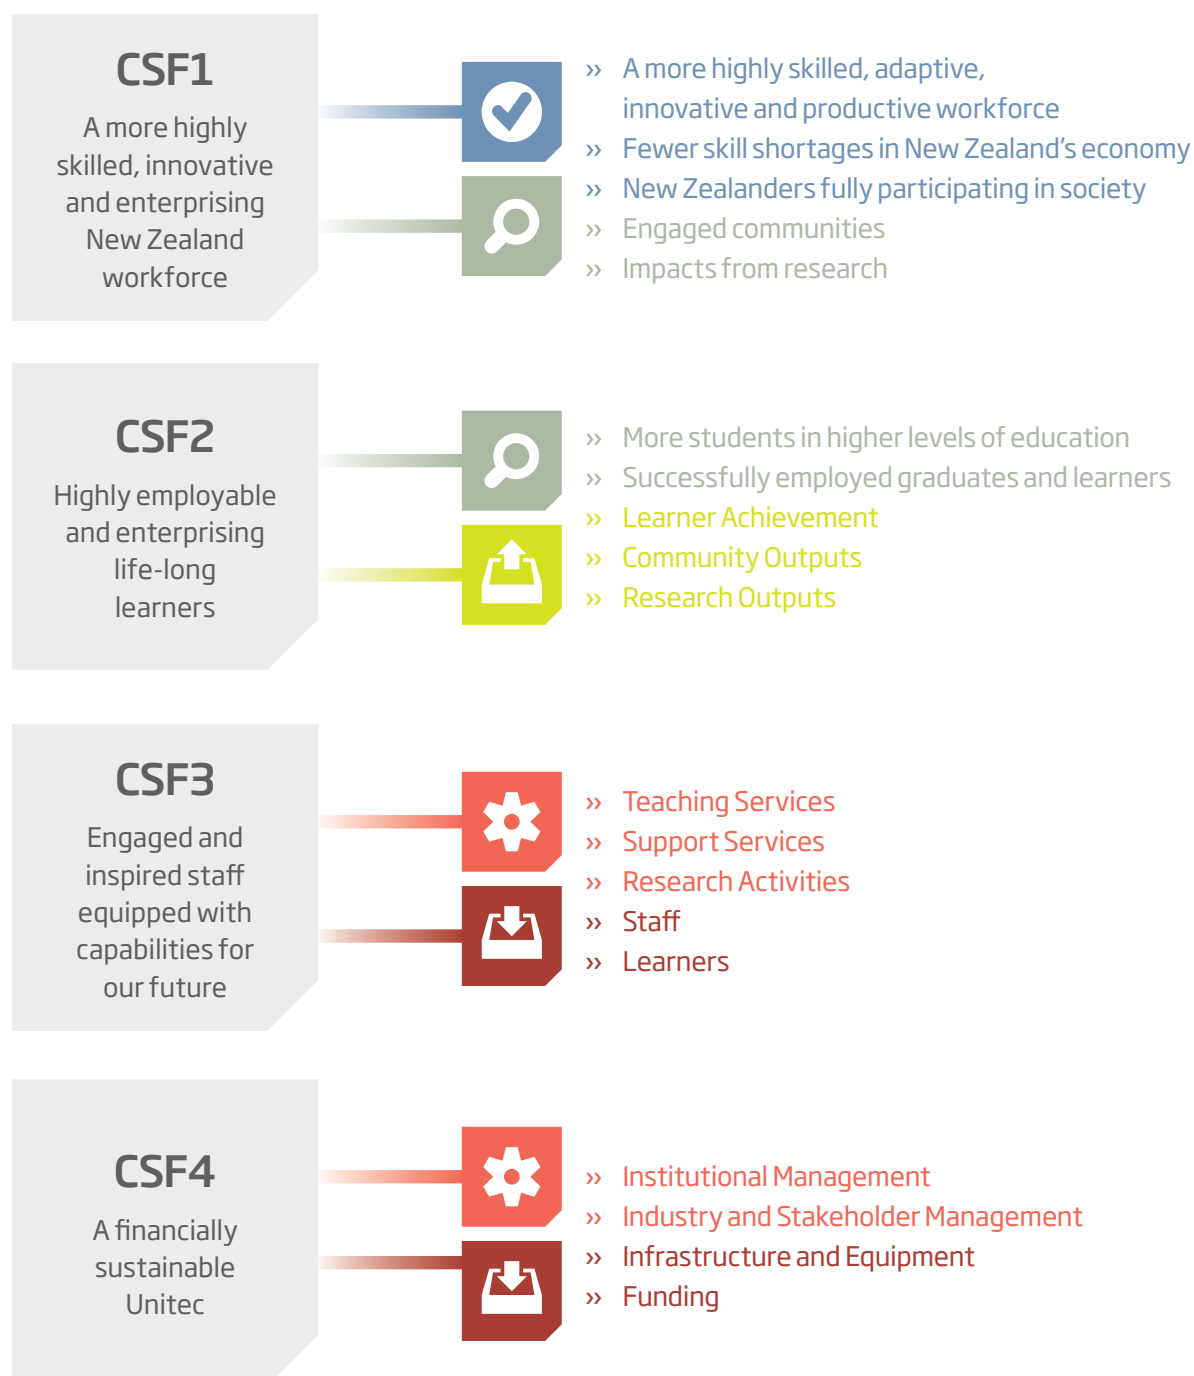 CSF1
A more highly
skilled, innovative
and enterprising
New Zealand
workforce
›› A more highly skilled, adaptive,
innovative and productive workforce
›› Fewer skill shortages in New Zealand's economy
›› New Zealanders fully participating in society
›› Engaged communities
›› Impacts from research
CSF2
Highly employable
and enterprising
life-long
learners
›› More students in higher levels of education
›› Successfully employed graduates and learners
›› Learner Achievement
›› Community Outputs
›› Research Outputs
CSF3
Engaged and
inspired staff
equipped with
capabilities for
our future
›› Teaching Services
›› Support Services
›› Research Activities
›› Staff
›› Learners
CSF4
A financially
sustainable
Unitec
›› Institutional Management
›› Industry and Stakeholder Management
›› Infrastructure and Equipment
›› Funding